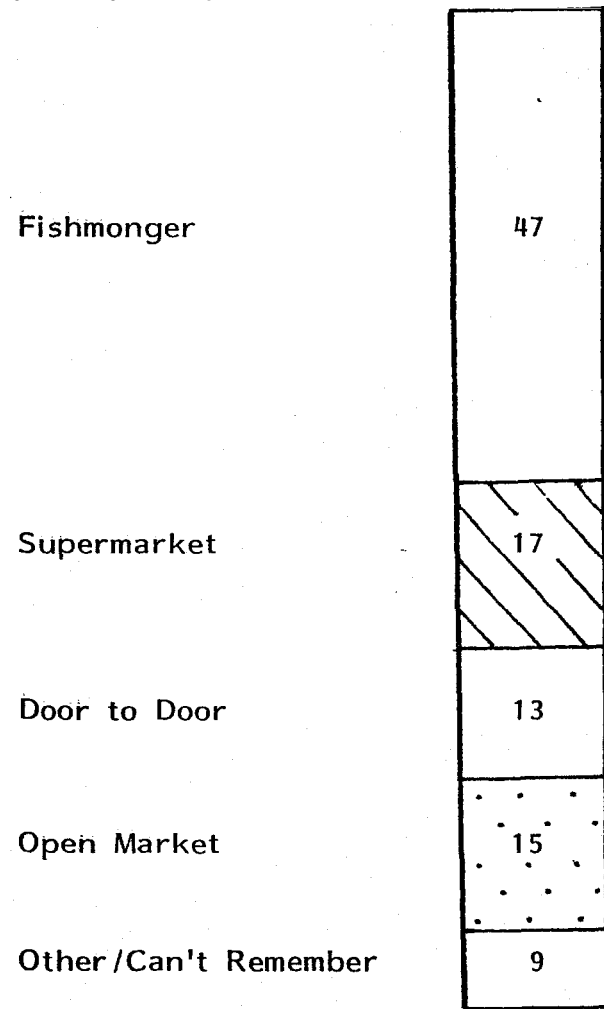 Fishmonger 47
Supermarket 17
Door to Door 13
Open Market 15
Other/Can't Remember 9